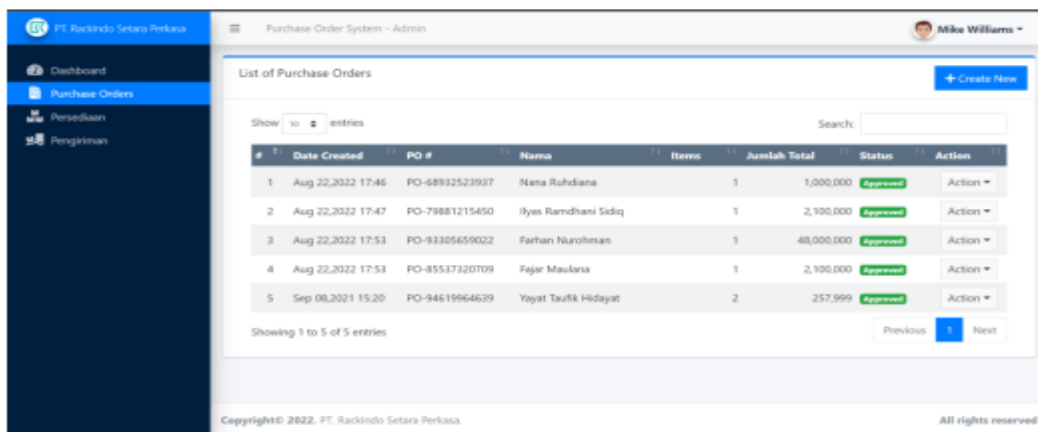 PT. Rackindo Setara Perkasa
Purchase Order System - Admin
Mike Williams
Dashboard
Purchase Orders
Persediaan
Pengiriman
List of Purchase Orders
+ Create New
Show 10 entries
Search:
# Date Created PO # Nama Items Jumlah Total Status Action
1 Aug 22,2022 17:46 PO-68932523937 Nana Ruhdiana 1 1,000,000 Approved Action
2 Aug 22,2022 17:47 PO-79881215450 Ilyas Ramdhani Sidiq 1 2,100,000 Approved Action
3 Aug 22,2022 17:53 PO-93305659022 Farhan Nurohman 1 48,000,000 Approved Action
4 Aug 22,2022 17:53 PO-85537320709 Fajar Maulana 1 2,100,000 Approved Action
5 Sep 08,2021 15:20 PO-94619964639 Yayat Taufik Hidayat 2 257,999 Approved Action
Showing 1 to 5 of 5 entries
Previous 1 Next
Copyright© 2022. PT. Rackindo Setara Perkasa.
All rights reserved